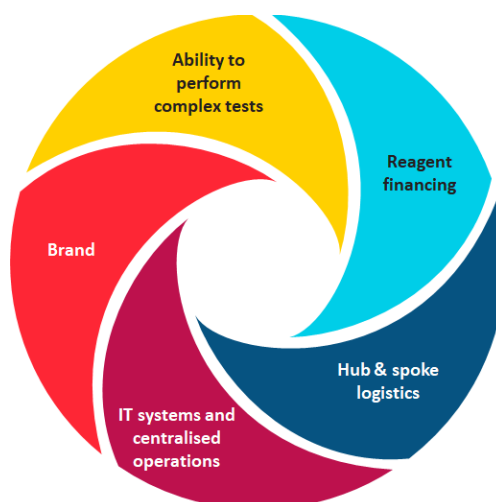 Ability to
perform
complex tests
Reagent
financing
Hub & spoke
logistics
IT systems and
centralised
operations
Brand